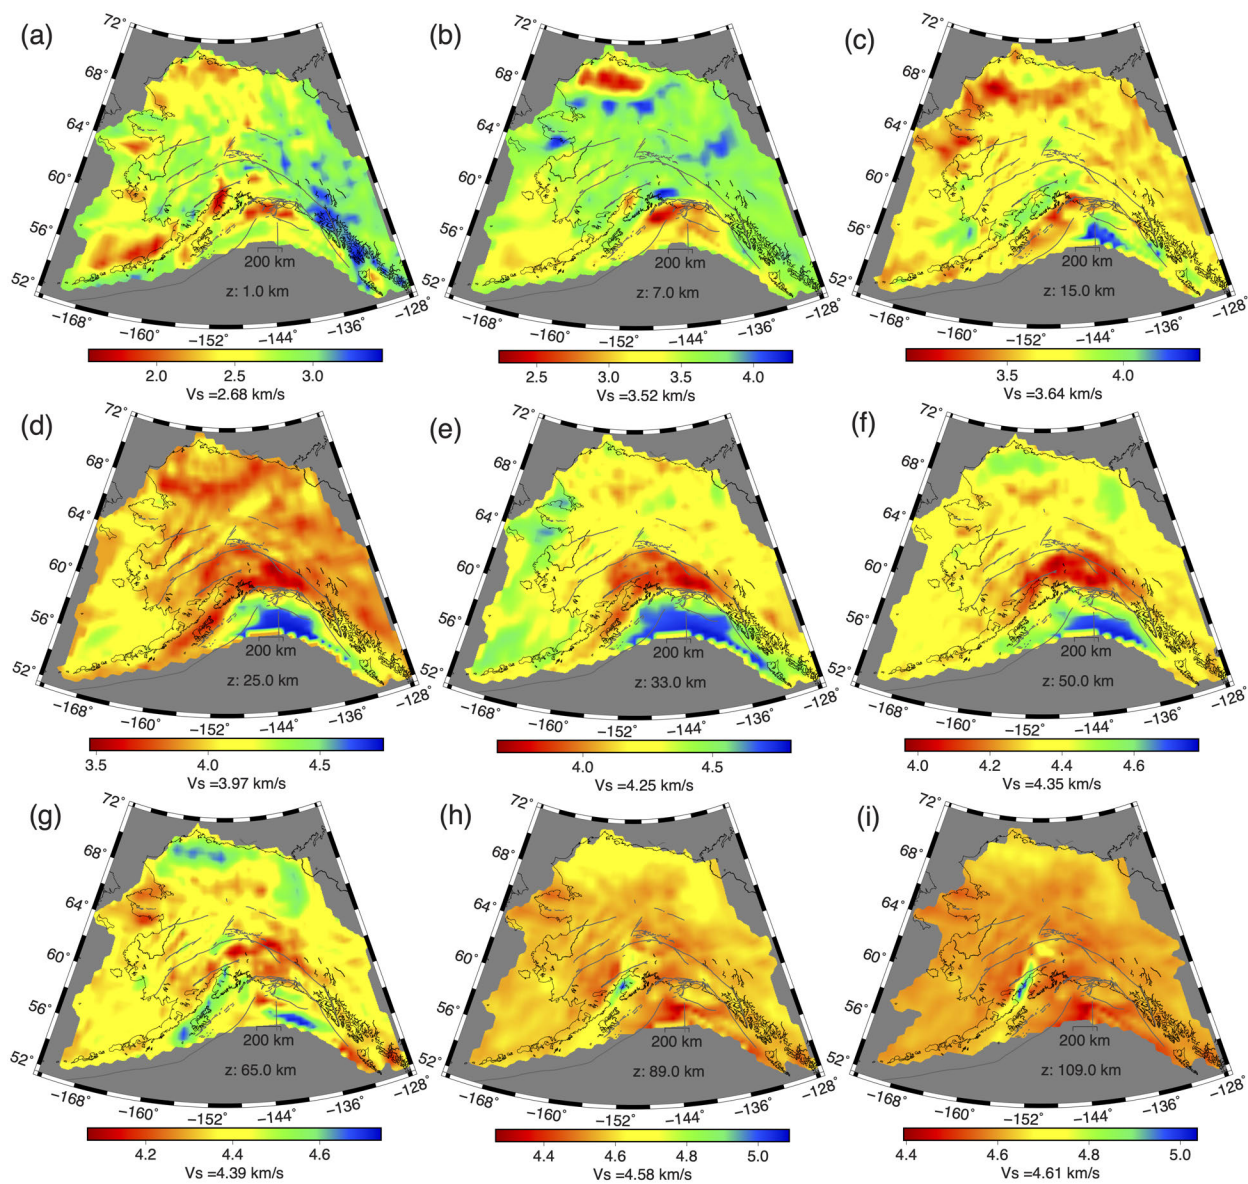 (a)
72°
68°
64°
60°
56°
52°
200 km
z: 1.0 km
−168°
−160°
−152°
−144°
−136°
−128°
2.0 2.5 3.0
Vs =2.68 km/s
(b)
72°
68°
64°
60°
56°
52°
200 km
z: 7.0 km
−168°
−160°
−152°
−144°
−136°
−128°
2.5 3.0 3.5 4.0
Vs =3.52 km/s
(c)
72°
68°
64°
60°
56°
52°
200 km
z: 15.0 km
−168°
−160°
−152°
−144°
−136°
−128°
3.5 4.0
Vs =3.64 km/s
(d)
72°
68°
64°
60°
56°
52°
200 km
z: 25.0 km
−168°
−160°
−152°
−144°
−136°
−128°
3.5 4.0 4.5
Vs =3.97 km/s
(e)
72°
68°
64°
60°
56°
52°
200 km
z: 33.0 km
−168°
−160°
−152°
−144°
−136°
−128°
4.0 4.5
Vs =4.25 km/s
(f)
72°
68°
64°
60°
56°
52°
200 km
z: 50.0 km
−168°
−160°
−152°
−144°
−136°
−128°
4.0 4.2 4.4 4.6
Vs =4.35 km/s
(g)
72°
68°
64°
60°
56°
52°
200 km
z: 65.0 km
−168°
−160°
−152°
−144°
−136°
−128°
4.2 4.4 4.6
Vs =4.39 km/s
(h)
72°
68°
64°
60°
56°
52°
200 km
z: 89.0 km
−168°
−160°
−152°
−144°
−136°
−128°
4.4 4.6 4.8 5.0
Vs =4.58 km/s
(i)
72°
68°
64°
60°
56°
52°
200 km
z: 109.0 km
−168°
−160°
−152°
−144°
−136°
−128°
4.4 4.6 4.8 5.0
Vs =4.61 km/s